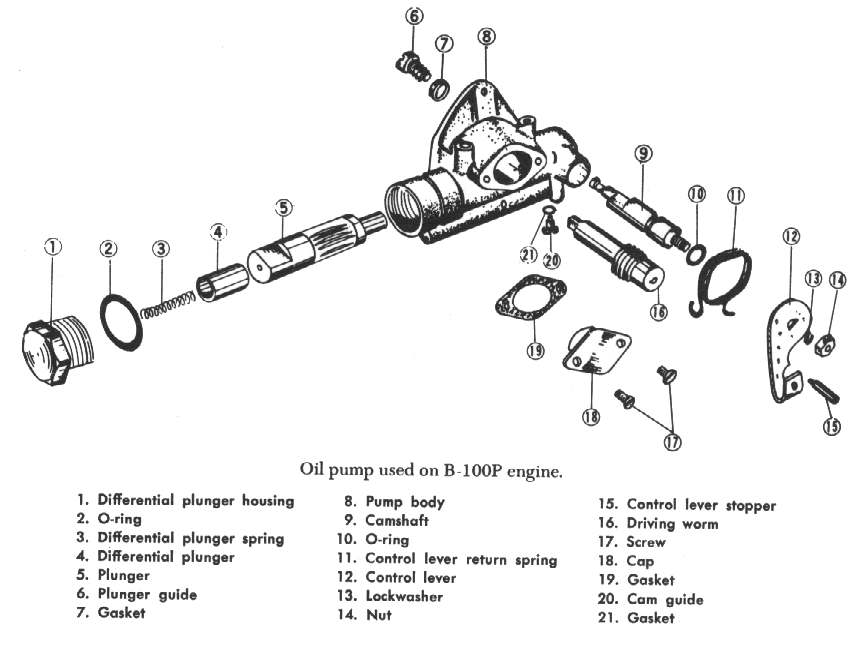 6
7
8
9
10
11
5
12
4
3
2
1
13
14
21
20
16
19
18
17
15
Oil pump used on B-100P engine.
1. Differential plunger housing
2. O-ring
3. Differential plunger spring
4. Differential plunger
5. Plunger
6. Plunger guide
7. Gasket
8. Pump body
9. Camshaft
10. O-ring
11. Control lever return spring
12. Control lever
13. Lockwasher
14. Nut
15. Control lever stopper
16. Driving worm
17. Screw
18. Cap
19. Gasket
20. Cam guide
21. Gasket